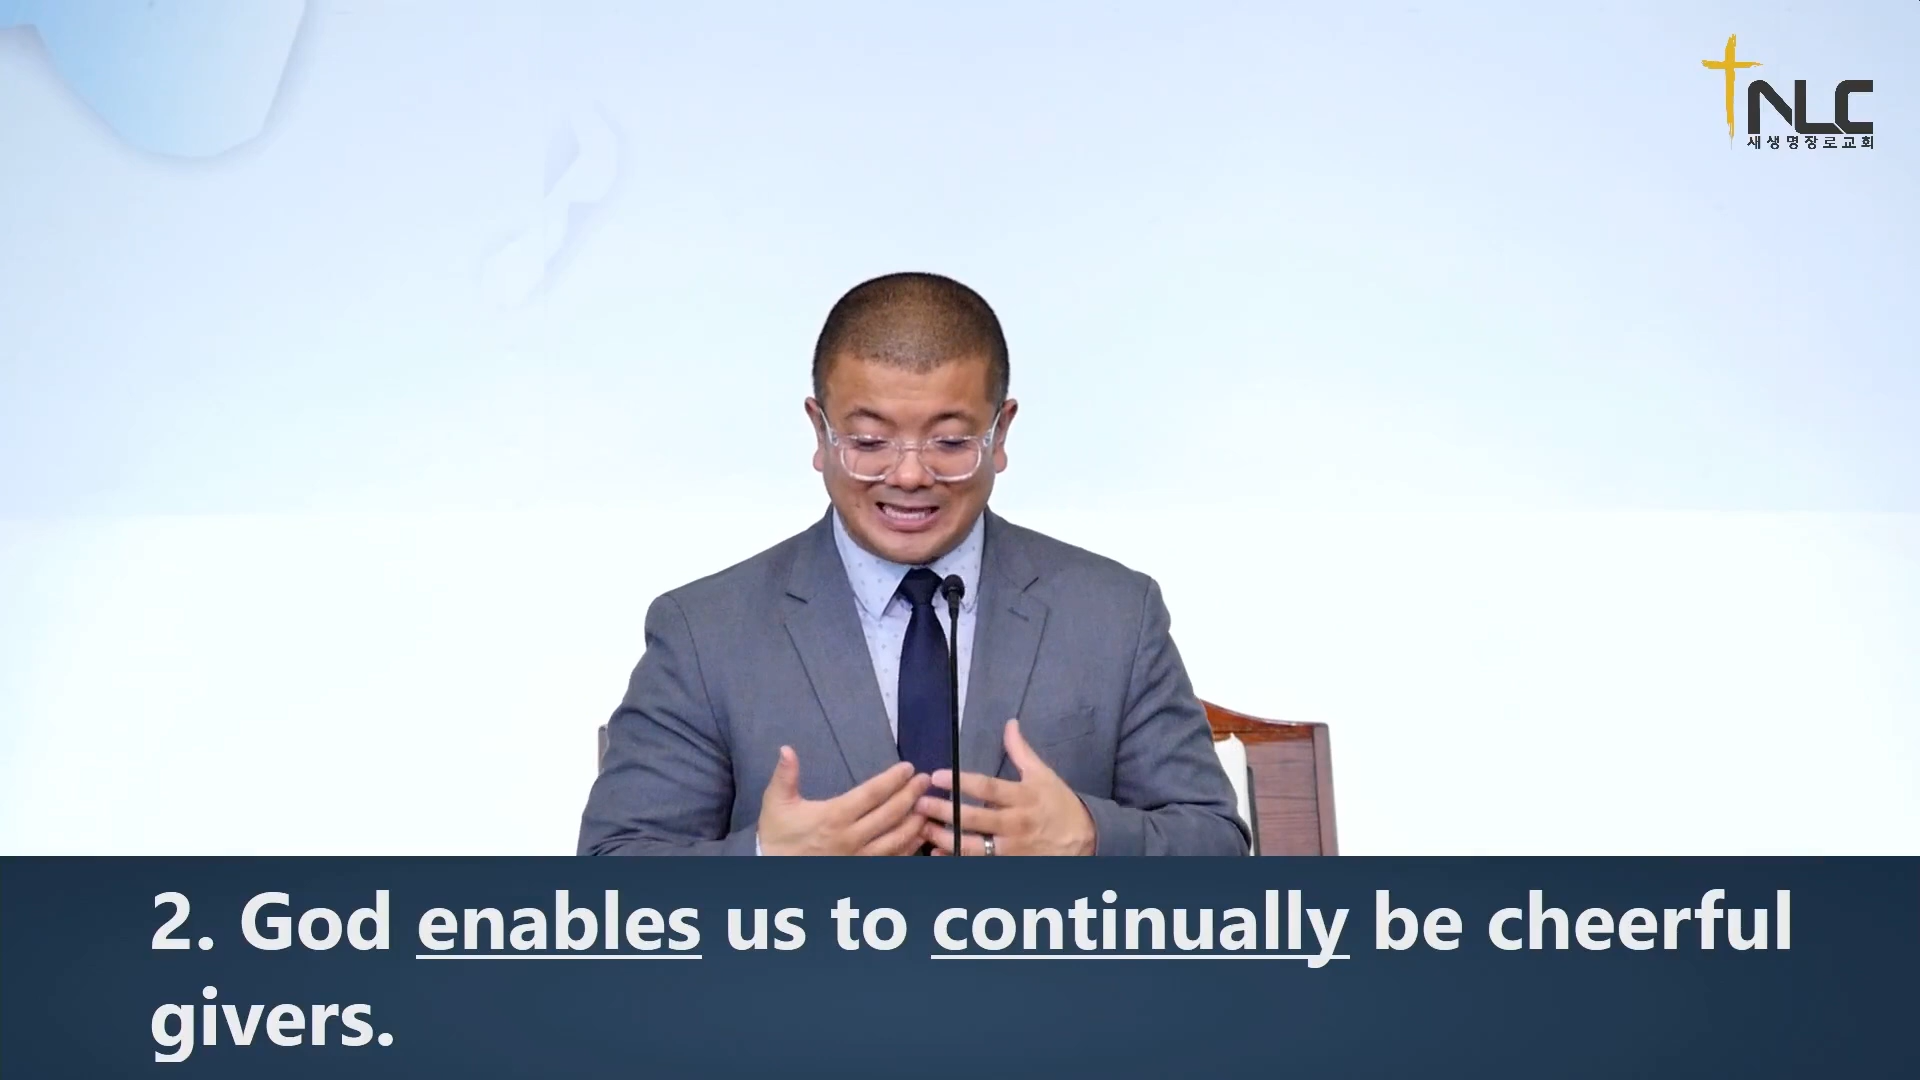 NLC
새생명장로교회
2. God enables us to continually be cheerful
givers.